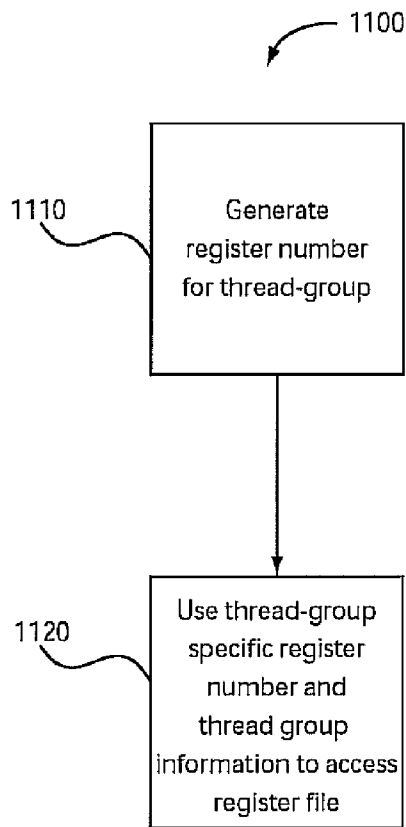 1100
1110
Generate
register number
for thread-group
1120
Use thread-group
specific register
number and
thread group
information to access
register file